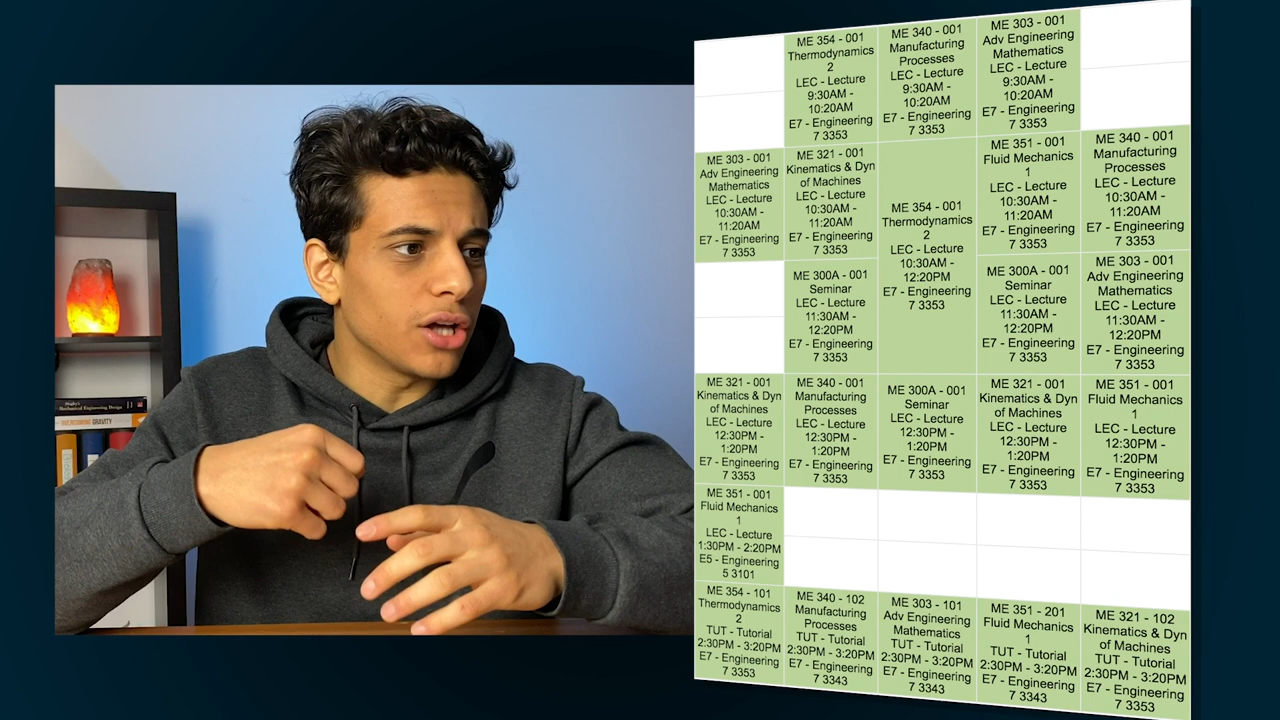 Mechanical Engineering Design
OVERCOMING GRAVITY
ME 354 - 001
Thermodynamics
2
LEC - Lecture
9:30AM -
10:20AM
E7 - Engineering
7 3353
ME 340 - 001
Manufacturing
Processes
LEC - Lecture
9:30AM -
10:20AM
E7 - Engineering
7 3353
ME 303 - 001
Adv Engineering
Mathematics
LEC - Lecture
9:30AM -
10:20AM
E7 - Engineering
7 3353
ME 303 - 001
Adv Engineering
Mathematics
LEC - Lecture
10:30AM -
11:20AM
E7 - Engineering
7 3353
ME 321 - 001
Kinematics & Dyn
of Machines
LEC - Lecture
10:30AM -
11:20AM
E7 - Engineering
7 3353
ME 354 - 001
Thermodynamics
2
LEC - Lecture
10:30AM -
12:20PM
E7 - Engineering
7 3353
ME 351 - 001
Fluid Mechanics
1
LEC - Lecture
10:30AM -
11:20AM
E7 - Engineering
7 3353
ME 340 - 001
Manufacturing
Processes
LEC - Lecture
10:30AM -
11:20AM
E7 - Engineering
7 3353
ME 300A - 001
Seminar
LEC - Lecture
11:30AM -
12:20PM
E7 - Engineering
7 3353
ME 300A - 001
Seminar
LEC - Lecture
11:30AM -
12:20PM
E7 - Engineering
7 3353
ME 303 - 001
Adv Engineering
Mathematics
LEC - Lecture
11:30AM -
12:20PM
E7 - Engineering
7 3353
ME 321 - 001
Kinematics & Dyn
of Machines
LEC - Lecture
12:30PM -
1:20PM
E7 - Engineering
7 3353
ME 340 - 001
Manufacturing
Processes
LEC - Lecture
12:30PM -
1:20PM
E7 - Engineering
7 3353
ME 300A - 001
Seminar
LEC - Lecture
12:30PM -
1:20PM
E7 - Engineering
7 3353
ME 321 - 001
Kinematics & Dyn
of Machines
LEC - Lecture
12:30PM -
1:20PM
E7 - Engineering
7 3353
ME 351 - 001
Fluid Mechanics
1
LEC - Lecture
12:30PM -
1:20PM
E7 - Engineering
7 3353
ME 351 - 001
Fluid Mechanics
1
LEC - Lecture
1:30PM - 2:20PM
E5 - Engineering
5 3101
ME 354 - 101
Thermodynamics
2
TUT - Tutorial
2:30PM - 3:20PM
E7 - Engineering
7 3353
ME 340 - 102
Manufacturing
Processes
TUT - Tutorial
2:30PM - 3:20PM
E7 - Engineering
7 3343
ME 303 - 101
Adv Engineering
Mathematics
TUT - Tutorial
2:30PM - 3:20PM
E7 - Engineering
7 3343
ME 351 - 201
Fluid Mechanics
1
TUT - Tutorial
2:30PM - 3:20PM
E7 - Engineering
7 3343
ME 321 - 102
Kinematics & Dyn
of Machines
TUT - Tutorial
2:30PM - 3:20PM
E7 - Engineering
7 3353